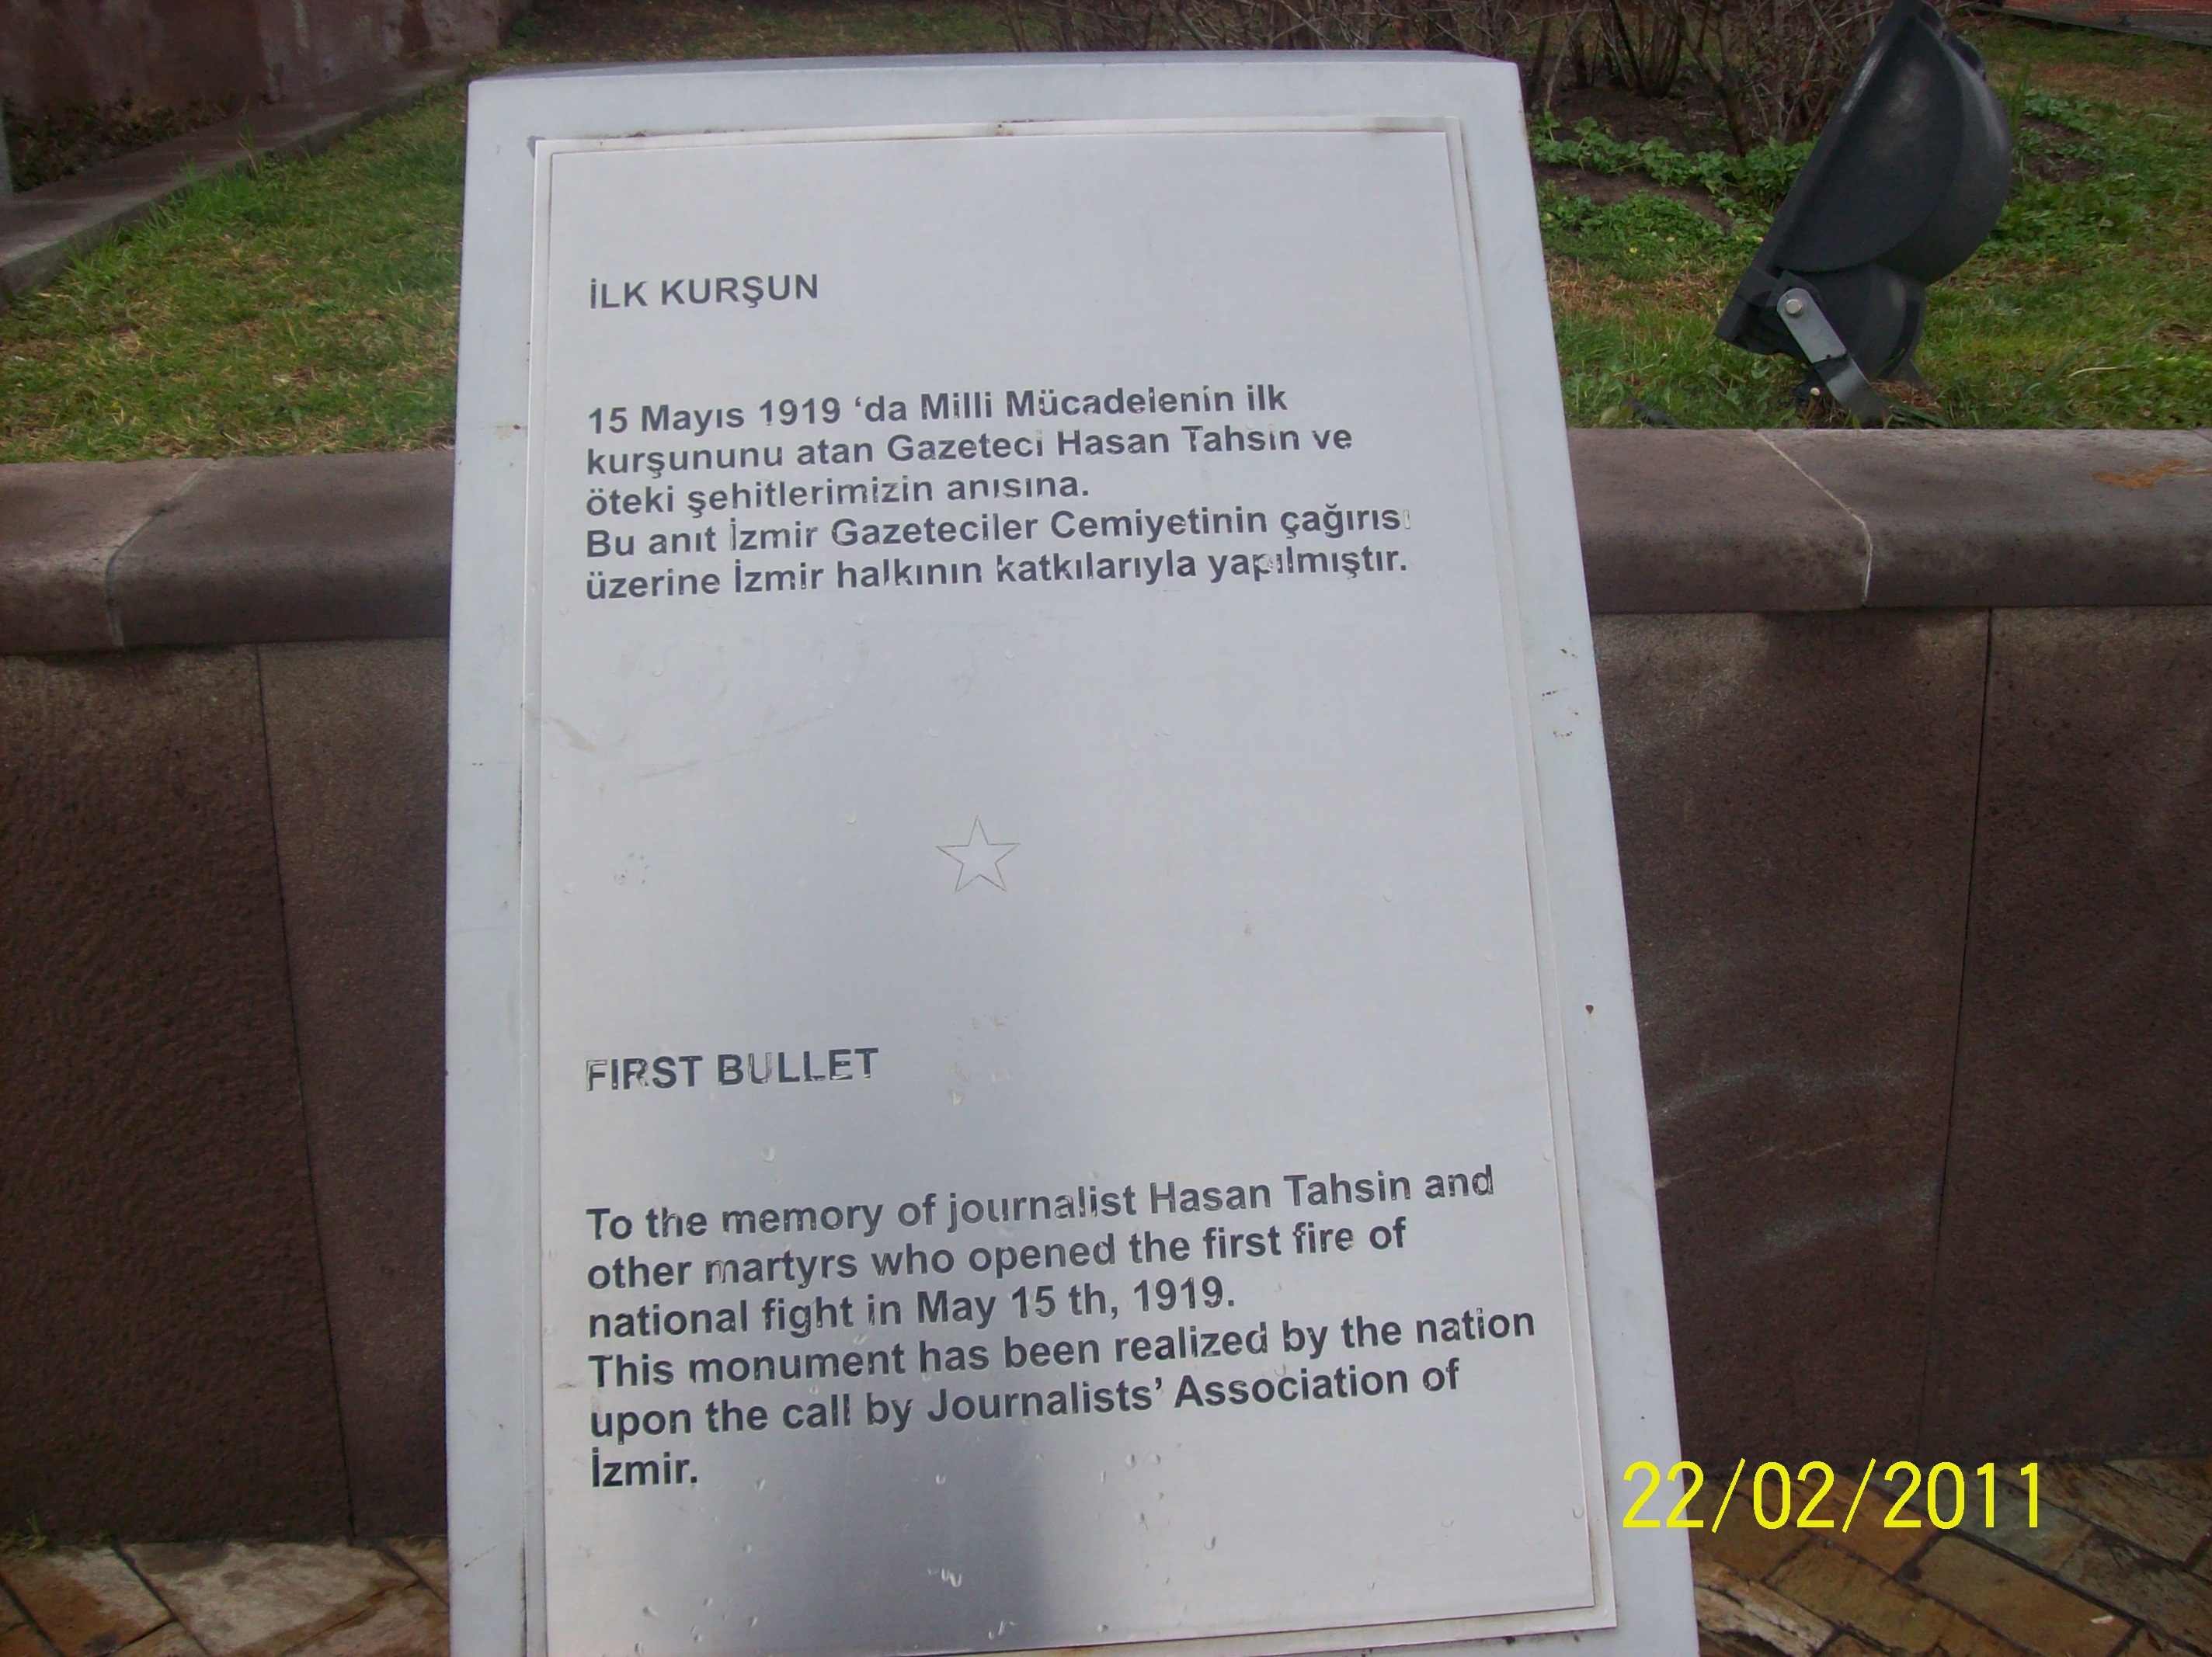 İLK KURŞUN
15 Mayıs 1919 ‘da Milli Mücadelenin ilk
kurşununu atan Gazeteci Hasan Tahsin ve
öteki şehitlerimizin anısına.
Bu anıt İzmir Gazeteciler Cemiyetinin çağırısı
üzerine İzmir halkının katkılarıyla yapılmıştır.
FIRST BULLET
To the memory of journalist Hasan Tahsin and
other martyrs who opened the first fire of
national fight in May 15 th, 1919.
This monument has been realized by the nation
upon the call by Journalists’ Association of
İzmir.
22/02/2011